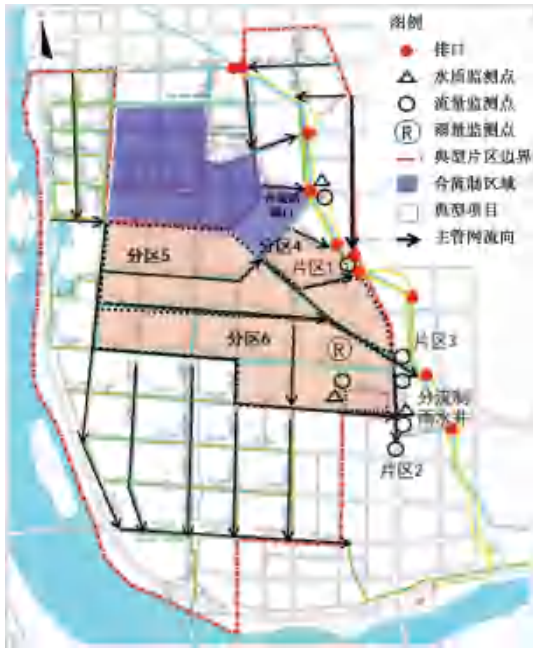 图例
排口
水质监测点
流量监测点
R
雨量监测点
典型片区边界
合流制区域
典型项目
主管网流向
分区4
分区5
片区1
分区6
R
片区3
分流制
雨水井
片区2